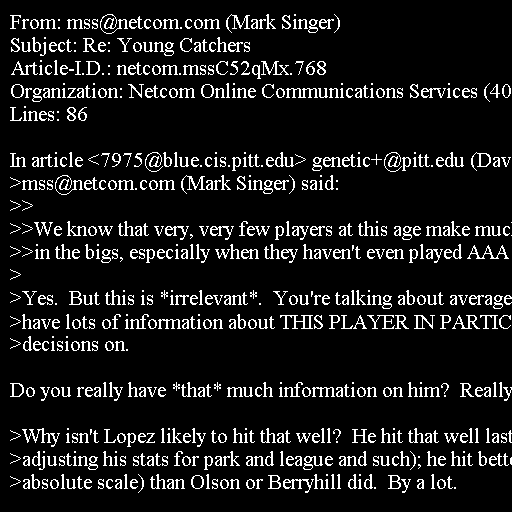 From: mss@netcom.com (Mark Singer)
Subject: Re: Young Catchers
Article-I.D.: netcom.mssC52qMx.768
Organization: Netcom Online Communications Services (40
Lines: 86

In article <7975@blue.cis.pitt.edu> genetic+@pitt.edu (Dav
>mss@netcom.com (Mark Singer) said:
>>
>>We know that very, very few players at this age make muc
>>in the bigs, especially when they haven't even played AAA
>
>Yes.  But this is *irrelevant*.  You're talking about average
>have lots of information about THIS PLAYER IN PARTIC
>decisions on.

Do you really have *that* much information on him?  Really

>Why isn't Lopez likely to hit that well?  He hit that well last
>adjusting his stats for park and league and such); he hit bett
>absolute scale) than Olson or Berryhill did.  By a lot.